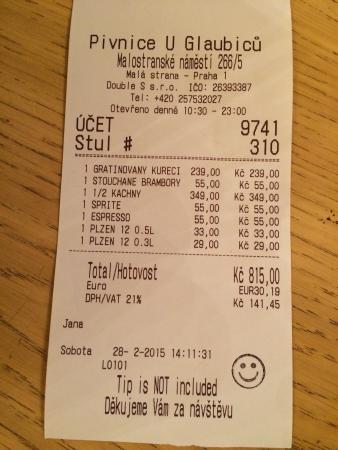 Pivnice U Glaubiců
Malostranské náměstí 266/5
Malá strana - Praha 1
Double S s.r.o. IČO: 26393387
Tel: +420 257532027
Otevřeno denně 10:30 - 23:00
ÚČET 9741
Stul # 310
1 GRATINOVANY KURECI 239,00 Kč 239,00
1 STOUCHANE BRAMBORY 55,00 Kč 55,00
1 1/2 KACHNY 349,00 Kč 349,00
1 SPRITE 55,00 Kč 55,00
1 ESPRESSO 55,00 Kč 55,00
1 PLZEN 12 0.5L 33,00 Kč 33,00
1 PLZEN 12 0.3L 29,00 Kč 29,00
Total/Hotovost Kč 815,00
Euro EUR30,19
DPH/VAT 21% Kč 141,45
Jana
Sobota 28- 2-2015 14:11:31
L0101
Tip is NOT included
Děkujeme Vám za návštěvu